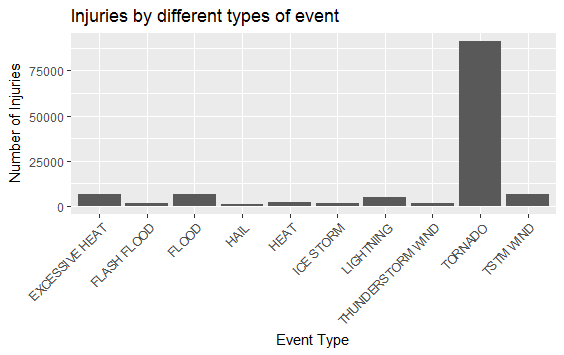 Injuries by different types of event
Number of Injuries
75000
50000
25000
0
EXCESSIVE HEAT
FLASH FLOOD
FLOOD
HAIL
HEAT
ICE STORM
LIGHTNING
THUNDERSTORM WIND
TORNADO
TSTM WIND
Event Type